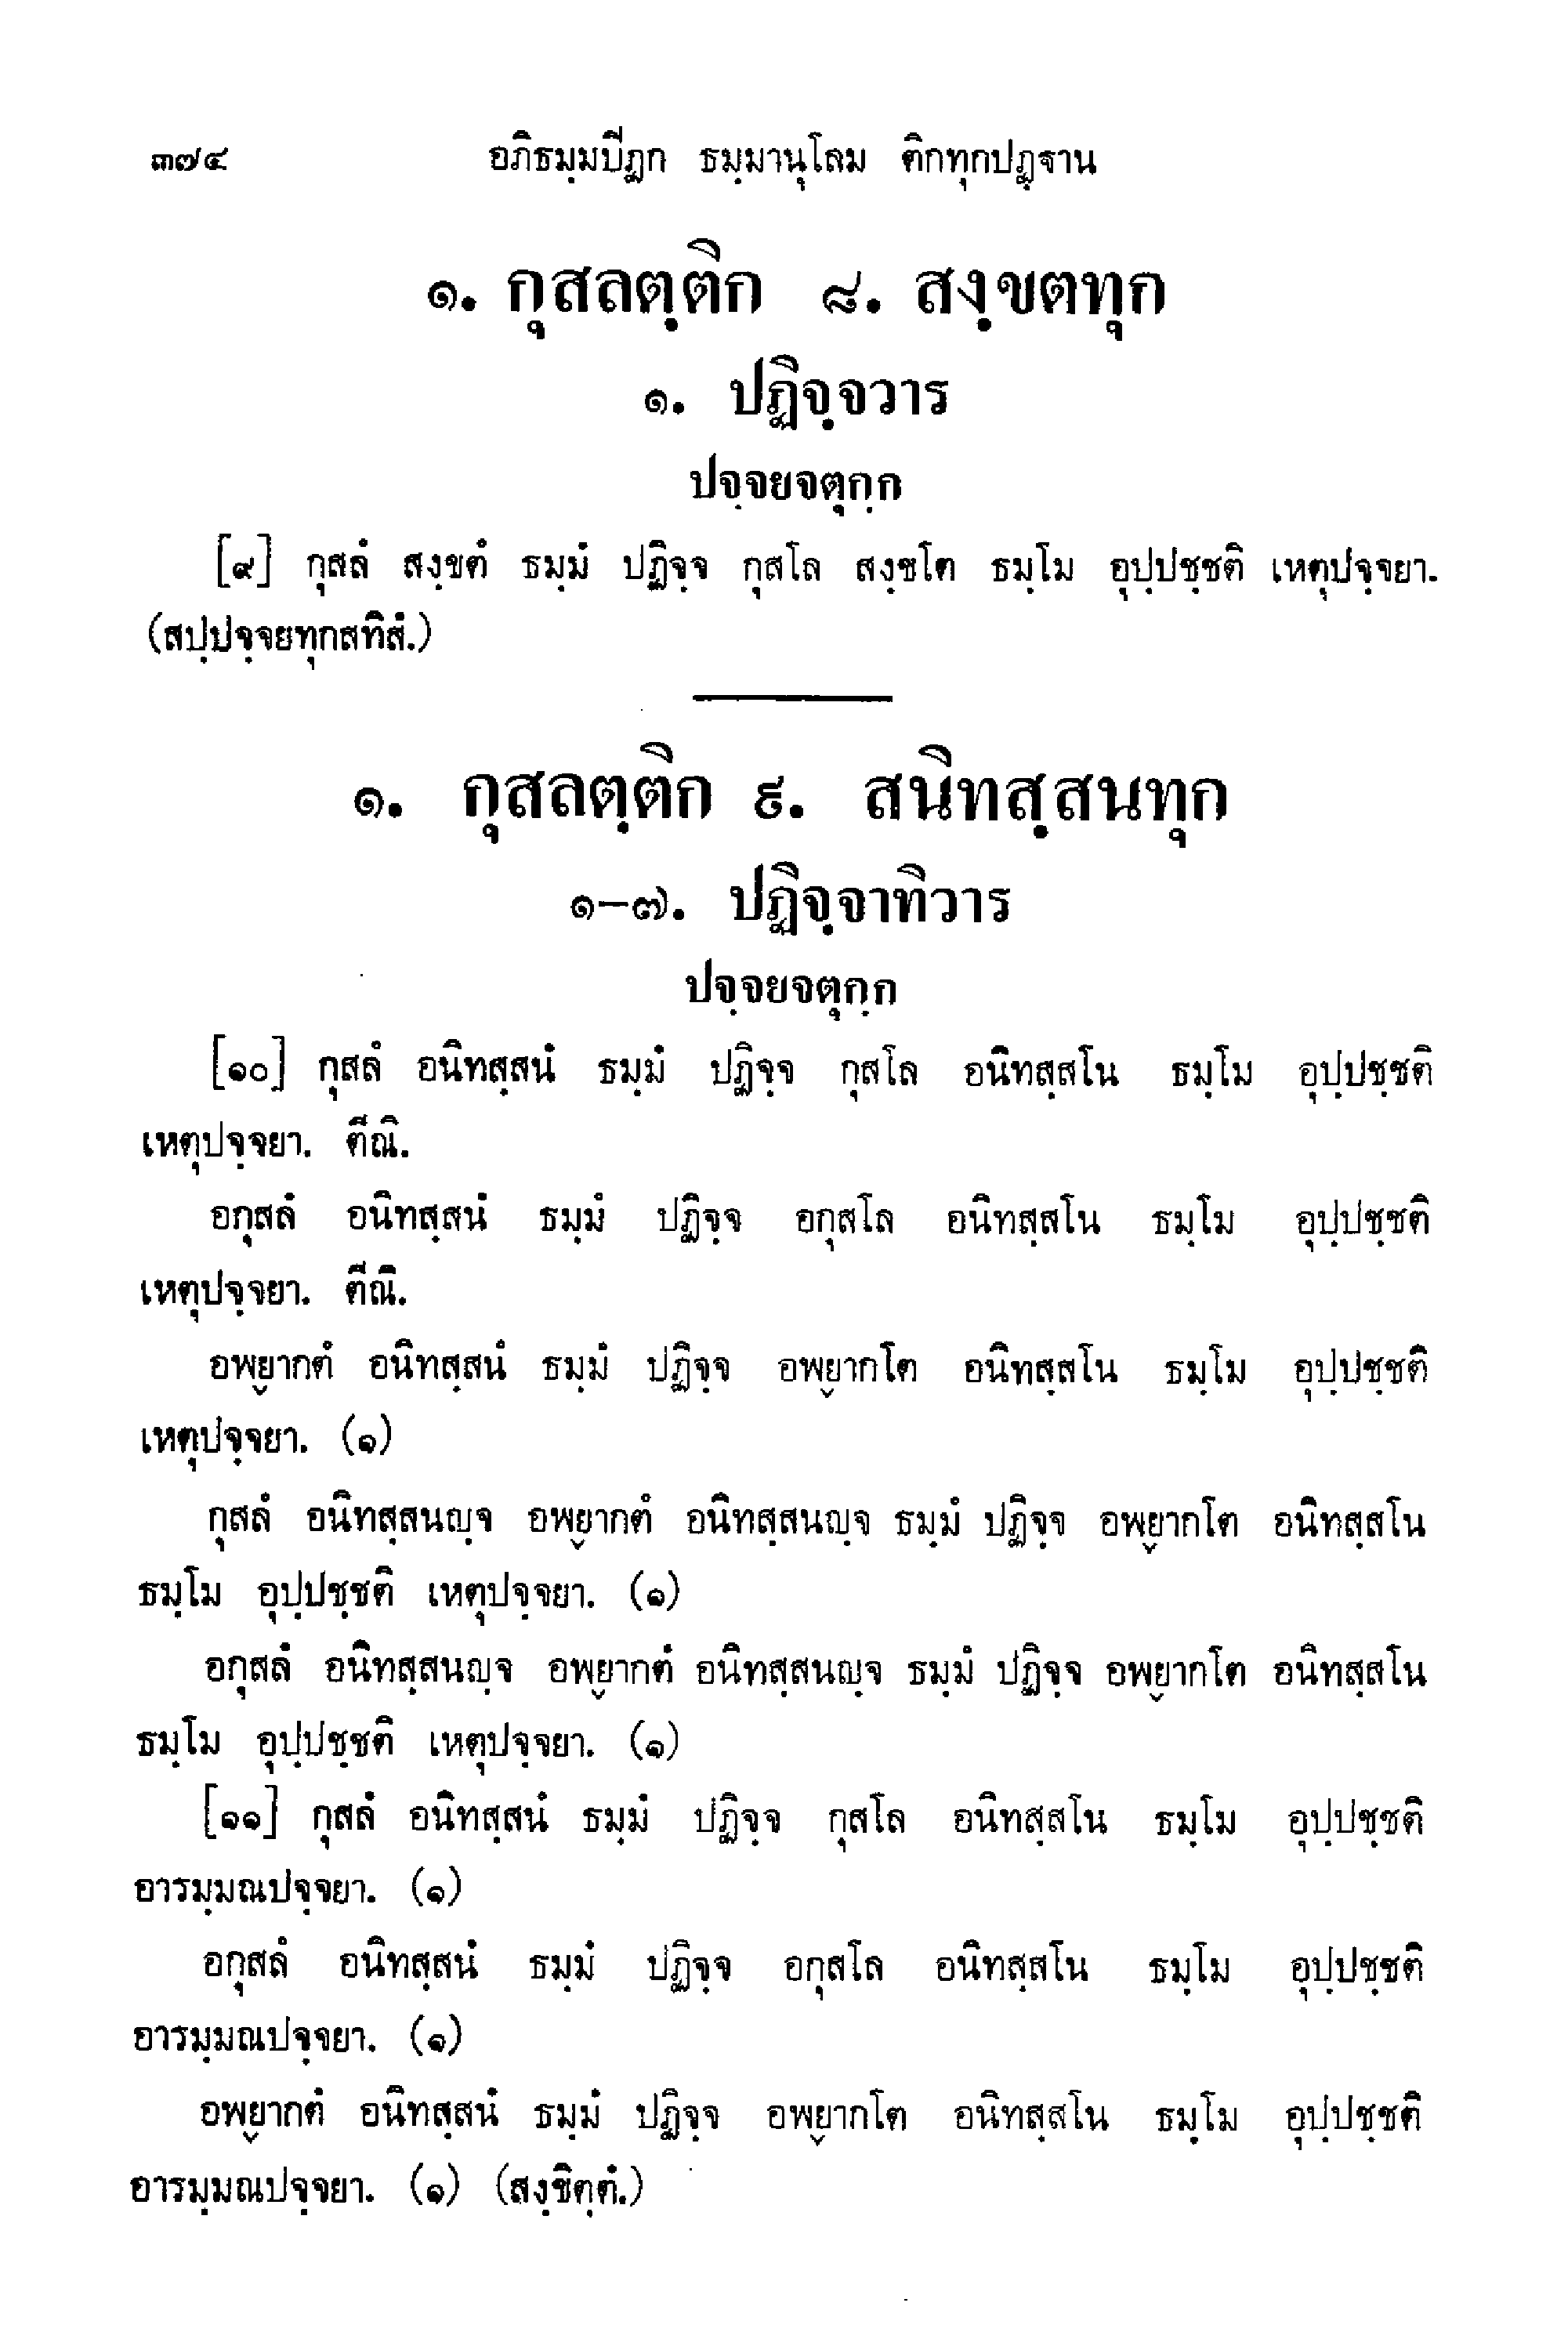 ๓๗๔ อภิธมฺมปีฏก ธมฺมานุโลม ติกทุกปฏฺฐาน
๑. กุสลตฺติก ๘. สงฺขตทุก
๑. ปฏิจฺจวาร
ปจฺจยจตุกฺก
[๙] กุสลํ สงฺขตํ ธมฺมํ ปฏิจฺจ กุสโล สงฺขโต ธมฺโม อุปฺปชฺชติ เหตุปจฺจยา.
(สปฺปจฺจยทุกสทิสํ.)
๑. กุสลตฺติก ๙. สนิทสฺสนทุก
๑-๗. ปฏิจฺจาทิวาร
ปจฺจยจตุกฺก
[๑๐] กุสลํ อนิทสฺสนํ ธมฺมํ ปฏิจฺจ กุสโล อนิทสฺสโน ธมฺโม อุปฺปชฺชติ
เหตุปจฺจยา. ตีณิ.
อกุสลํ อนิทสฺสนํ ธมฺมํ ปฏิจฺจ อกุสโล อนิทสฺสโน ธมฺโม อุปฺปชฺชติ
เหตุปจฺจยา. ตีณิ.
อพฺยากตํ อนิทสฺสนํ ธมฺมํ ปฏิจฺจ อพฺยากโต อนิทสฺสโน ธมฺโม อุปฺปชฺชติ
เหตุปจฺจยา. (๑)
กุสลํ อนิทสฺสนญฺจ อพฺยากตํ อนิทสฺสนญฺจ ธมฺมํ ปฏิจฺจ อพฺยากโต อนิทสฺสโน
ธมฺโม อุปฺปชฺชติ เหตุปจฺจยา. (๑)
อกุสลํ อนิทสฺสนญฺจ อพฺยากตํ อนิทสฺสนญฺจ ธมฺมํ ปฏิจฺจ อพฺยากโต อนิทสฺสโน
ธมฺโม อุปฺปชฺชติ เหตุปจฺจยา. (๑)
[๑๑] กุสลํ อนิทสฺสนํ ธมฺมํ ปฏิจฺจ กุสโล อนิทสฺสโน ธมฺโม อุปฺปชฺชติ
อารมฺมณปจฺจยา. (๑)
อกุสลํ อนิทสฺสนํ ธมฺมํ ปฏิจฺจ อกุสโล อนิทสฺสโน ธมฺโม อุปฺปชฺชติ
อารมฺมณปจฺจยา. (๑)
อพฺยากตํ อนิทสฺสนํ ธมฺมํ ปฏิจฺจ อพฺยากโต อนิทสฺสโน ธมฺโม อุปฺปชฺชติ
อารมฺมณปจฺจยา. (๑) (สงฺขิตฺตํ.)